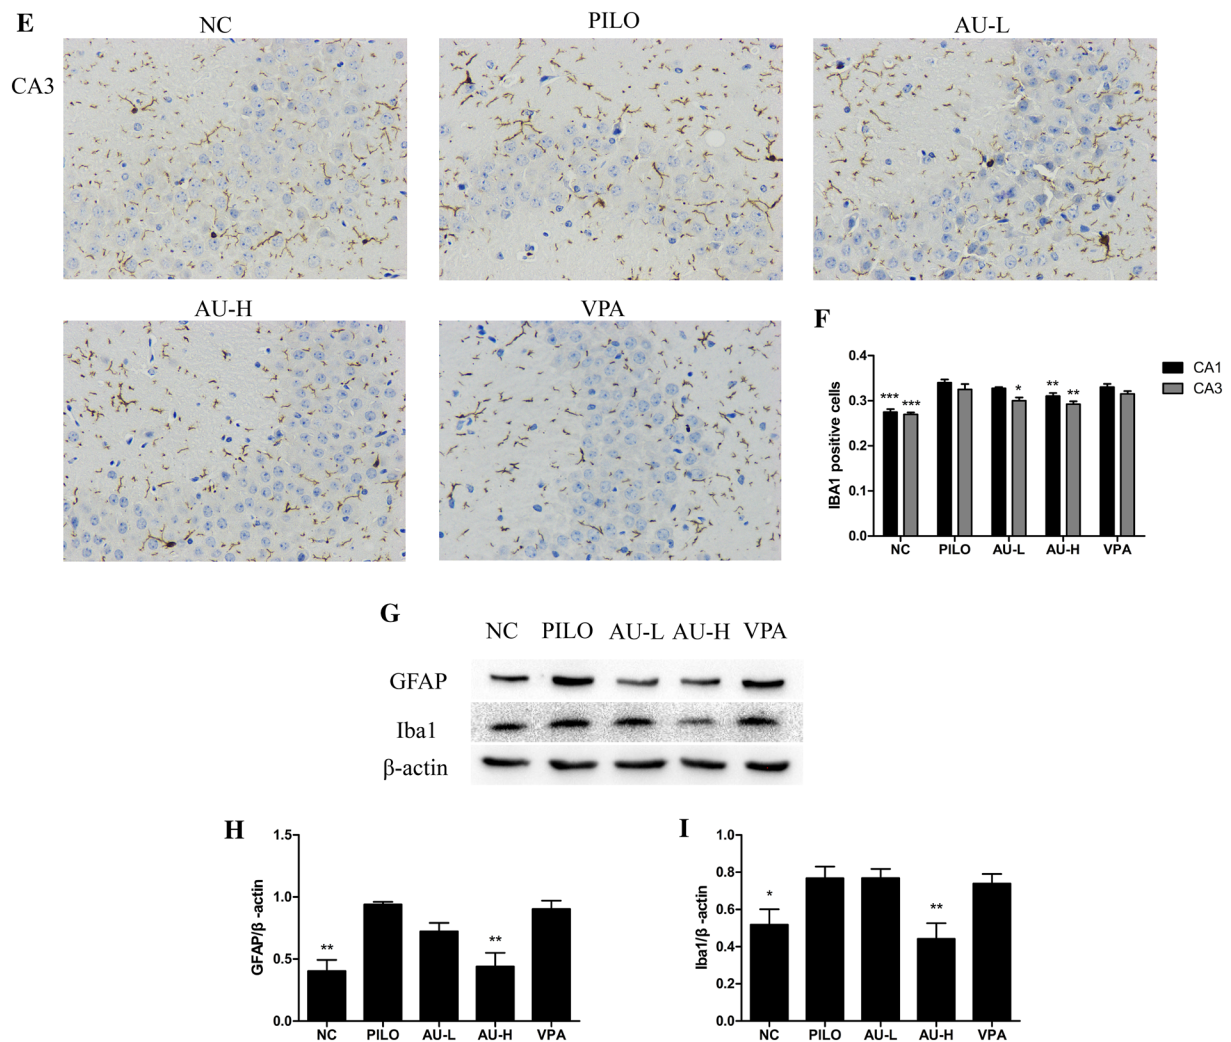 E
NC
PILO
AU-L
CA3
AU-H
VPA
F
IBA1 positive cells
0.4
0.3
0.2
0.1
0.0
***
***
*
**
**
NC
PILO
AU-L
AU-H
VPA
CA1
CA3
G
NC
PILO
AU-L
AU-H
VPA
GFAP
Iba1
β-actin
H
GFAP/β -actin
1.5
1.0
0.5
0.0
**
**
NC
PILO
AU-L
AU-H
VPA
I
Iba1/β -actin
1.0
0.8
0.6
0.4
0.2
0.0
*
**
NC
PILO
AU-L
AU-H
VPA